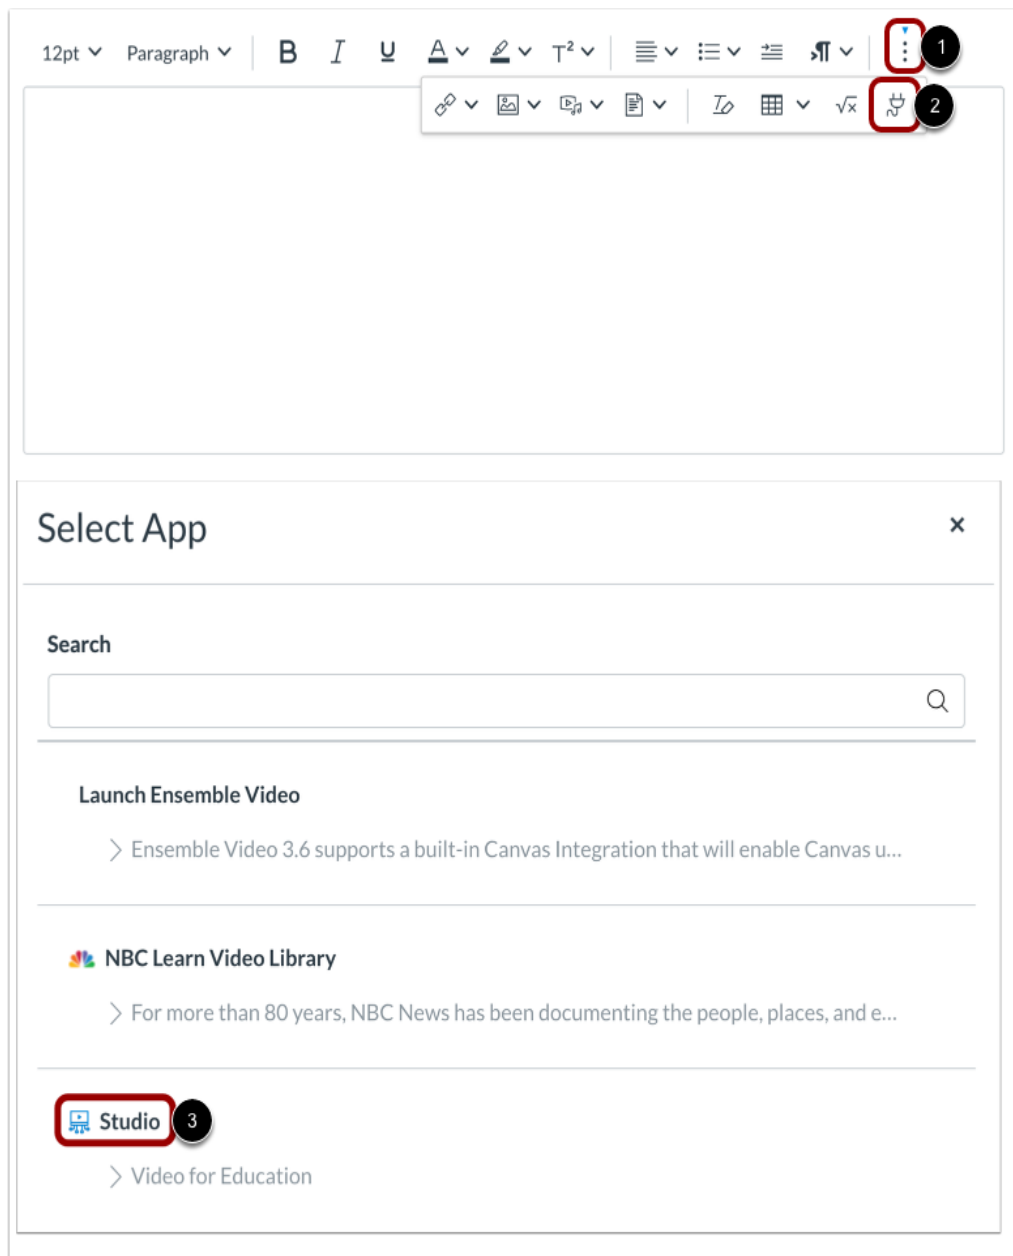 12pt Paragraph B I U A T² ¶ 1
√x 2
Select App
Search
Launch Ensemble Video
Ensemble Video 3.6 supports a built-in Canvas Integration that will enable Canvas u...
NBC Learn Video Library
For more than 80 years, NBC News has been documenting the people, places, and e...
Studio 3
Video for Education